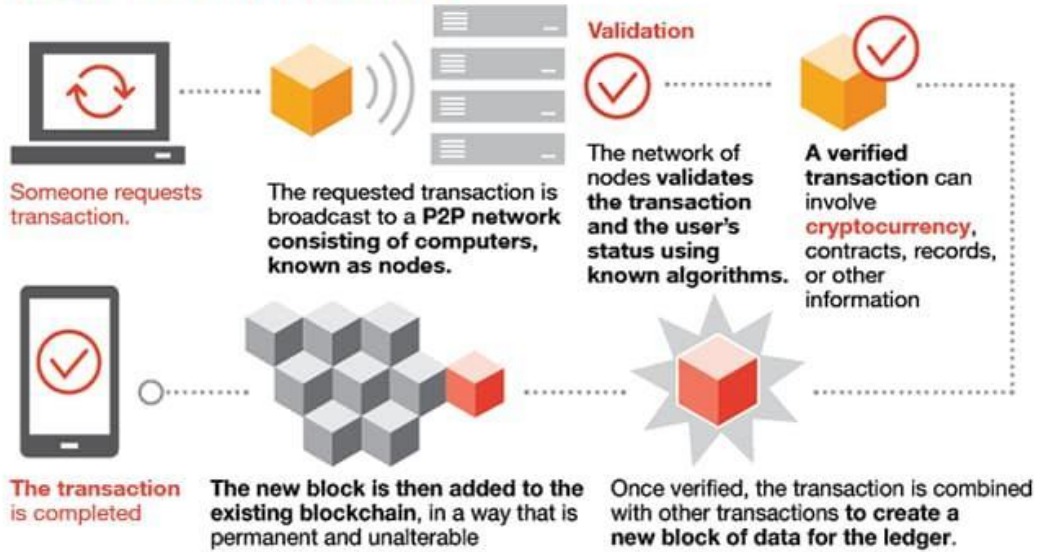 Validation
Someone requests
transaction.
The requested transaction is
broadcast to a P2P network
consisting of computers,
known as nodes.
The network of
nodes validates
the transaction
and the user's
status using
known algorithms.
A verified
transaction can
involve
cryptocurrency,
contracts, records,
or other
information
Once verified, the transaction is combined
with other transactions to create a
new block of data for the ledger.
The new block is then added to the
existing blockchain, in a way that is
permanent and unalterable
The transaction
is completed